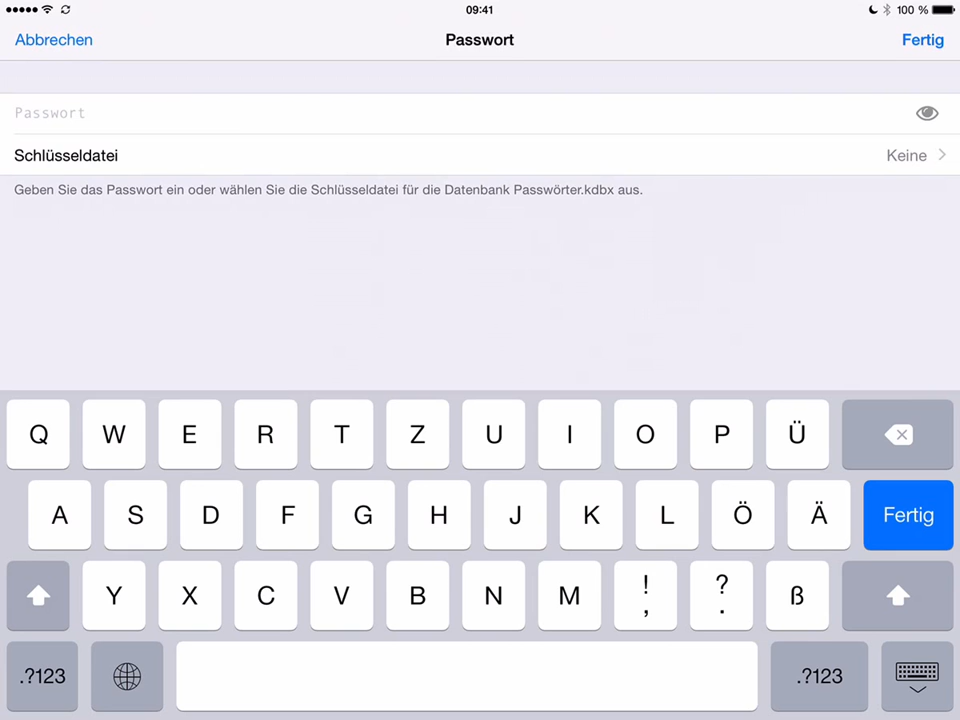 09:41
100 %
Abbrechen
Passwort
Fertig
Passwort
Schlüsseldatei
Keine
Geben Sie das Passwort ein oder wählen Sie die Schlüsseldatei für die Datenbank Passwörter.kdbx aus.
Q W E R T Z U I O P Ü
A S D F G H J K L Ö Ä Fertig
Y X C V B N M ! , ? . ß
.?123 .?123